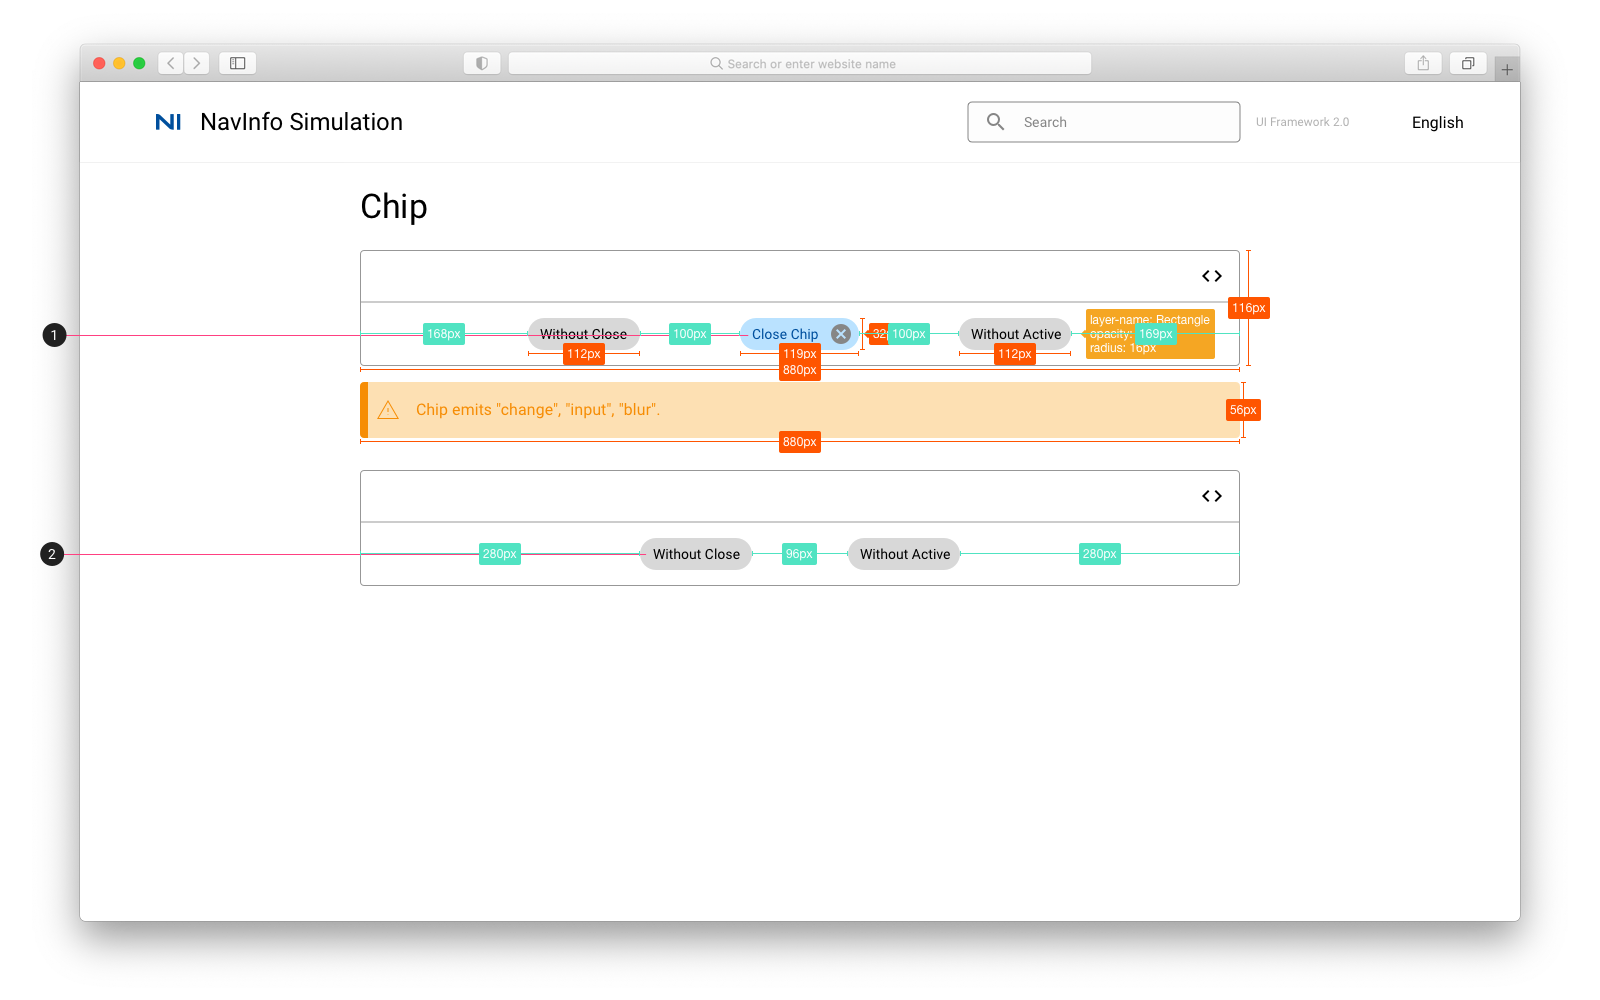 Search or enter website name
NI NavInfo Simulation
Search
UI Framework 2.0
English
Chip
116px
1
168px
Without Close
100px
Close Chip
100px
Without Active
layer-name: Rectangle
opacity:
169px
radius: 16px
112px
119px
112px
880px
Chip emits "change", "input", "blur".
56px
880px
2
280px
Without Close
96px
Without Active
280px